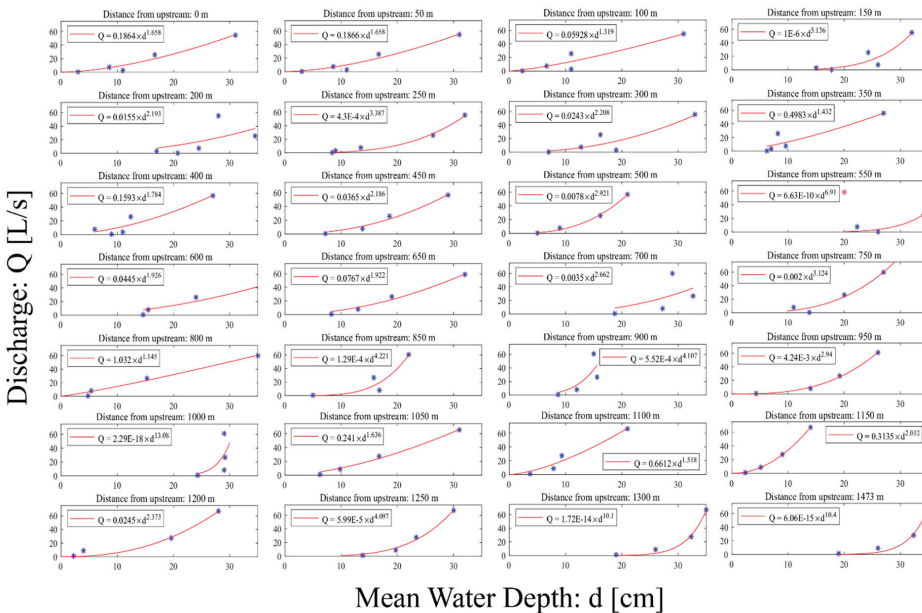 Distance from upstream: 0 m
Q = 0.1864×d^1.658
Distance from upstream: 50 m
Q = 0.1866×d^1.658
Distance from upstream: 100 m
Q = 0.05928×d^1.319
Distance from upstream: 150 m
Q = 1E-6×d^5.136
Distance from upstream: 200 m
Q = 0.0155×d^2.193
Distance from upstream: 250 m
Q = 4.3E-4×d^3.387
Distance from upstream: 300 m
Q = 0.0243×d^2.208
Distance from upstream: 350 m
Q = 0.4983×d^1.432
Distance from upstream: 400 m
Q = 0.1593×d^1.784
Distance from upstream: 450 m
Q = 0.0365×d^2.186
Distance from upstream: 500 m
Q = 0.0078×d^2.921
Distance from upstream: 550 m
Q = 6.63E-10×d^6.91
Distance from upstream: 600 m
Q = 0.0445×d^1.926
Distance from upstream: 650 m
Q = 0.0767×d^1.922
Distance from upstream: 700 m
Q = 0.0035×d^2.662
Distance from upstream: 750 m
Q = 0.002×d^3.124
Distance from upstream: 800 m
Q = 1.032×d^1.145
Distance from upstream: 850 m
Q = 1.29E-4×d^4.221
Distance from upstream: 900 m
Q = 5.52E-4×d^4.107
Distance from upstream: 950 m
Q = 4.24E-3×d^2.94
Distance from upstream: 1000 m
Q = 2.29E-18×d^13.08
Distance from upstream: 1050 m
Q = 0.241×d^1.636
Distance from upstream: 1100 m
Q = 0.6612×d^1.518
Distance from upstream: 1150 m
Q = 0.3135×d^2.032
Distance from upstream: 1200 m
Q = 0.0245×d^2.373
Distance from upstream: 1250 m
Q = 5.99E-5×d^4.097
Distance from upstream: 1300 m
Q = 1.72E-14×d^10.1
Distance from upstream: 1473 m
Q = 6.06E-15×d^10.4
60
40
20
0
0 10 20 30
Discharge: Q [L/s]
Mean Water Depth: d [cm]